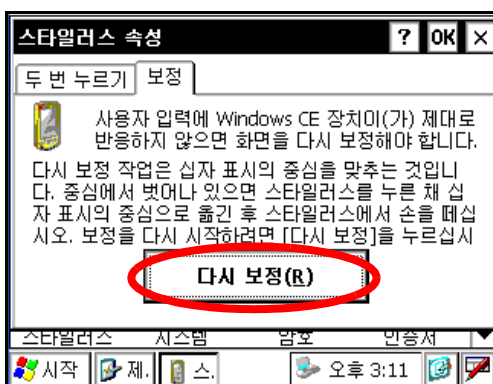 스타일러스 속성 ? OK ×
두 번 누르기 보정
사용자 입력에 Windows CE 장치이(가) 제대로
반응하지 않으면 화면을 다시 보정해야 합니다.
다시 보정 작업은 십자 표시의 중심을 맞추는 것입니
다. 중심에서 벗어나 있으면 스타일러스를 누른 채 십
자 표시의 중심으로 옮긴 후 스타일러스에서 손을 떼십
시오. 보정을 다시 시작하려면 [다시 보정]을 누르십시
다시 보정(R)
스타일러스 시스템 암호 인증서
시작 제. 스. 오후 3:11